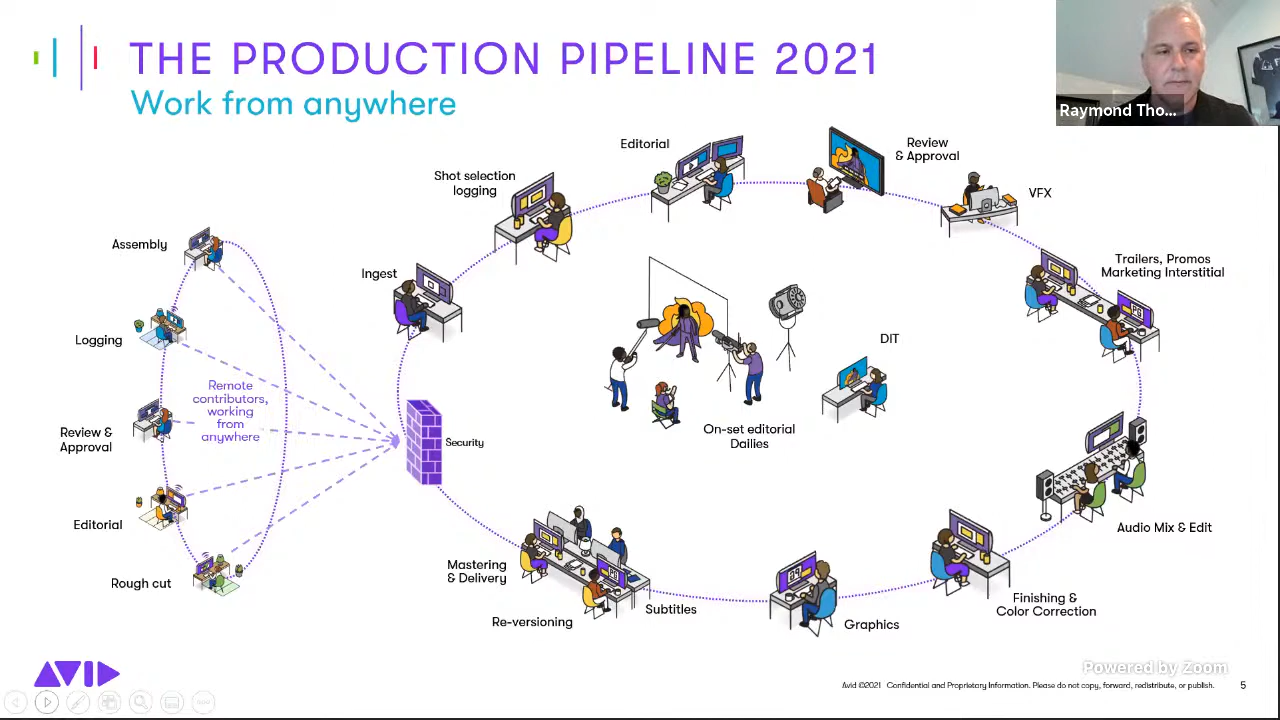 THE PRODUCTION PIPELINE 2021
Work from anywhere
Raymond Tho...
Editorial
Review
& Approval
Shot selection
logging
VFX
Assembly
Ingest
Trailers, Promos
Marketing Interstitial
Logging
DIT
Remote
contributors,
working
from
anywhere
Review &
Approval
On-set editorial
Dailies
Security
Editorial
Audio Mix & Edit
Rough cut
Mastering
& Delivery
Re-versioning
Subtitles
Graphics
Finishing &
Color Correction
AVID
Powered by Zoom
Avid ©2021 Confidential and Proprietary Information. Please do not copy, forward, redistribute, or publish.
5